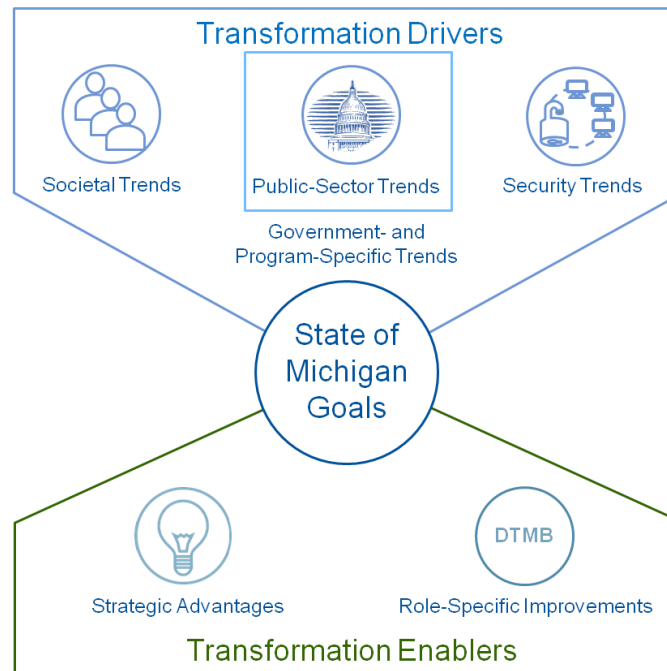 Transformation Drivers
Societal Trends
Public-Sector Trends
Security Trends
Government- and
Program-Specific Trends
State of
Michigan
Goals
DTMB
Strategic Advantages
Role-Specific Improvements
Transformation Enablers